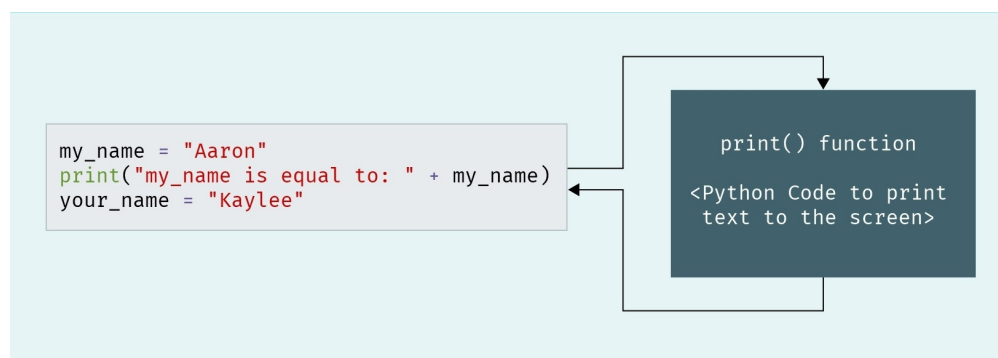 my_name = "Aaron"
print("my_name is equal to: " + my_name)
your_name = "Kaylee"
print() function
<Python Code to print
text to the screen>